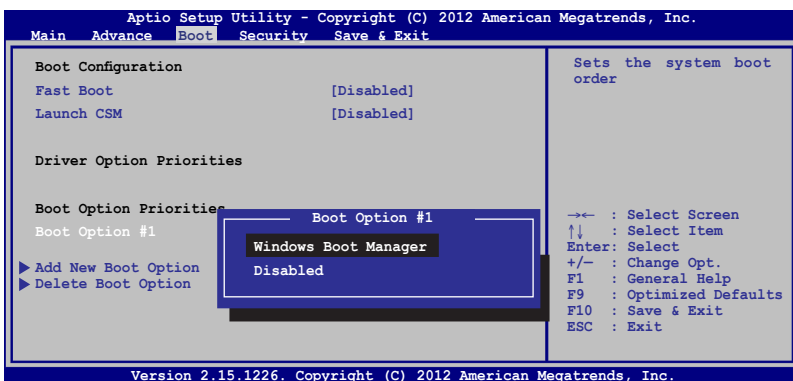 Aptio Setup Utility - Copyright (C) 2012 American Megatrends, Inc.
Main Advance Boot Security Save & Exit
Boot Configuration
Fast Boot [Disabled]
Launch CSM [Disabled]
Driver Option Priorities
Boot Option Priorities
Boot Option #1
Add New Boot Option
Delete Boot Option
Boot Option #1
Windows Boot Manager
Disabled
Sets the system boot
order
→← : Select Screen
↑↓ : Select Item
Enter: Select
+/— : Change Opt.
F1 : General Help
F9 : Optimized Defaults
F10 : Save & Exit
ESC : Exit
Version 2.15.1226. Copyright (C) 2012 American Megatrends, Inc.